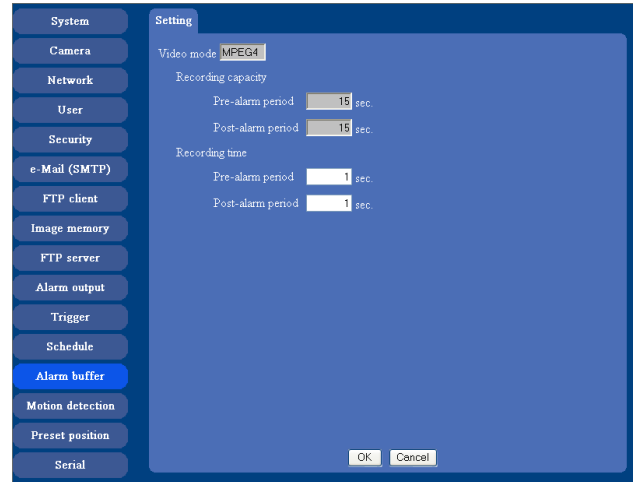 System
Camera
Network
User
Security
e-Mail (SMTP)
FTP client
Image memory
FTP server
Alarm output
Trigger
Schedule
Alarm buffer
Motion detection
Preset position
Serial
Setting
Video mode MPEG4
Recording capacity
Pre-alarm period 15 sec.
Post-alarm period 15 sec.
Recording time
Pre-alarm period 1 sec.
Post-alarm period 1 sec.
OK Cancel